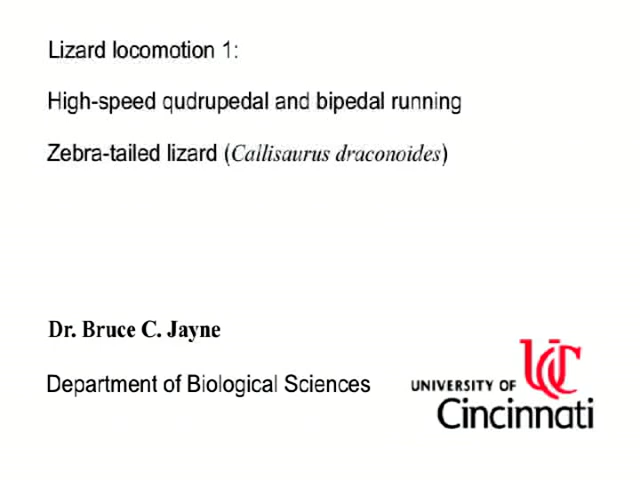 Lizard locomotion 1:
High-speed qudrupedal and bipedal running
Zebra-tailed lizard (Callisaurus draconoides)
Dr. Bruce C. Jayne
Department of Biological Sciences
UNIVERSITY OF UC
Cincinnati